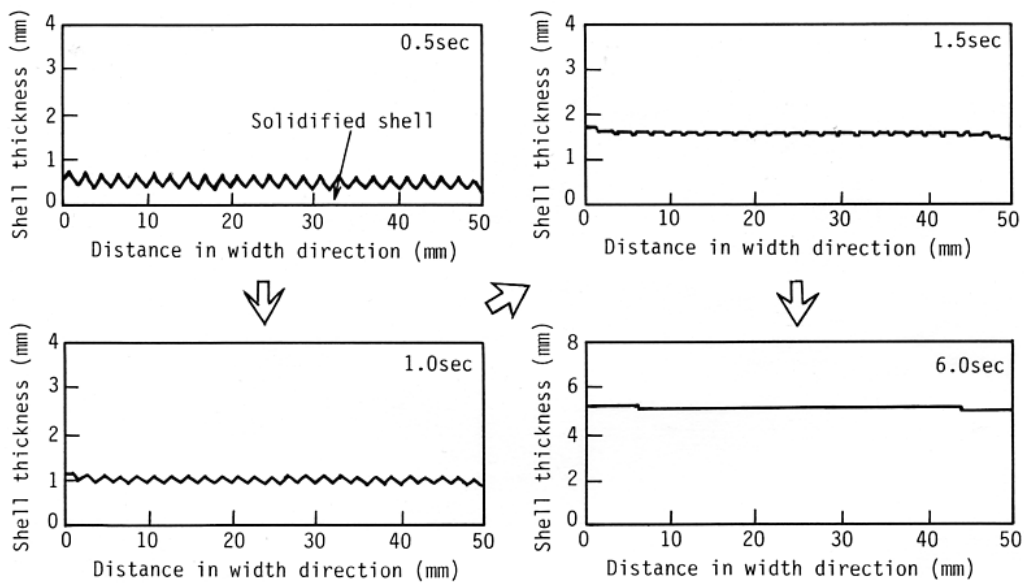 4
3
2
1
0
Shell thickness (mm)
0.5sec
Solidified shell
0 10 20 30 40 50
Distance in width direction (mm)
4
3
2
1
0
Shell thickness (mm)
1.0sec
0 10 20 30 40 50
Distance in width direction (mm)
4
3
2
1
0
Shell thickness (mm)
1.5sec
0 10 20 30 40 50
Distance in width direction (mm)
8
6
4
2
0
Shell thickness (mm)
6.0sec
0 10 20 30 40 50
Distance in width direction (mm)